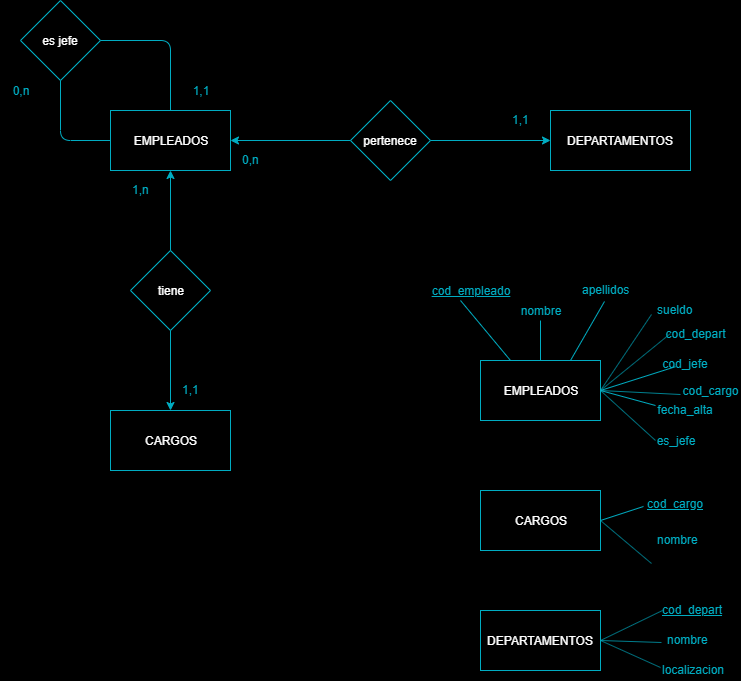 es jefe
0,n
1,1
EMPLEADOS
pertenece
1,1
DEPARTAMENTOS
0,n
1,n
tiene
1,1
CARGOS
cod_empleado
nombre
apellidos
sueldo
cod_depart
cod_jefe
cod_cargo
fecha_alta
es_jefe
EMPLEADOS
CARGOS
cod_cargo
nombre
DEPARTAMENTOS
cod_depart
nombre
localizacion